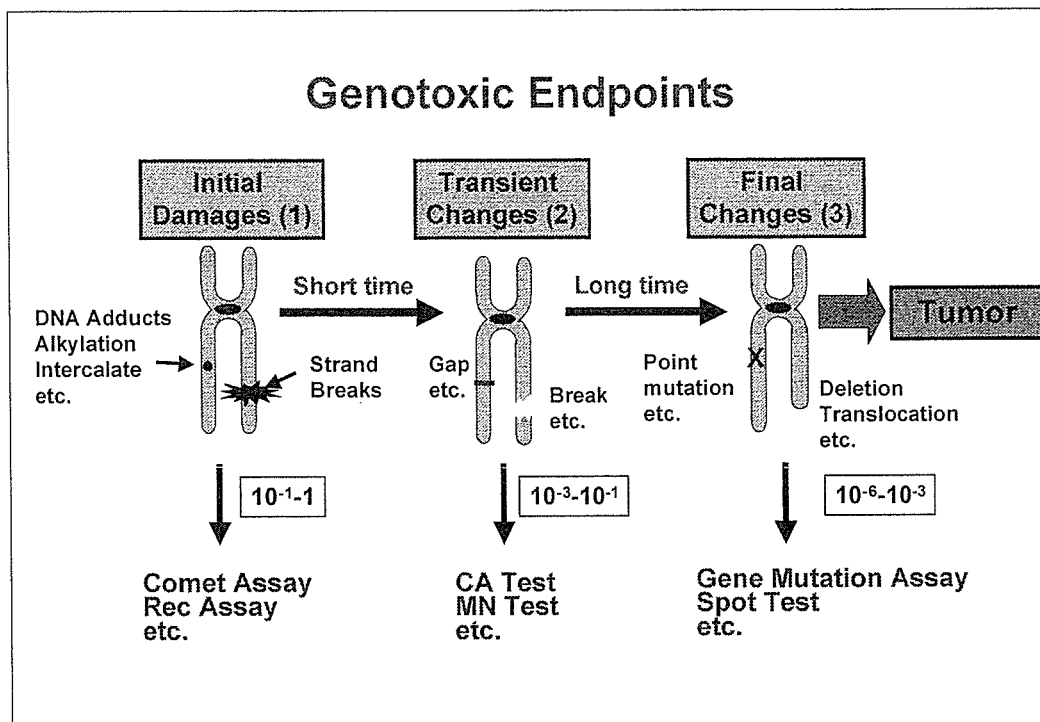 Genotoxic Endpoints
Initial
Damages (1)
Transient
Changes (2)
Final
Changes (3)
Short time
Long time
Tumor
DNA Adducts
Alkylation
Intercalate
etc.
Strand
Breaks
Gap
etc.
Break
etc.
Point
mutation
etc.
X
Deletion
Translocation
etc.
10⁻¹-1
10⁻³-10⁻¹
10⁻⁶-10⁻³
Comet Assay
Rec Assay
etc.
CA Test
MN Test
etc.
Gene Mutation Assay
Spot Test
etc.